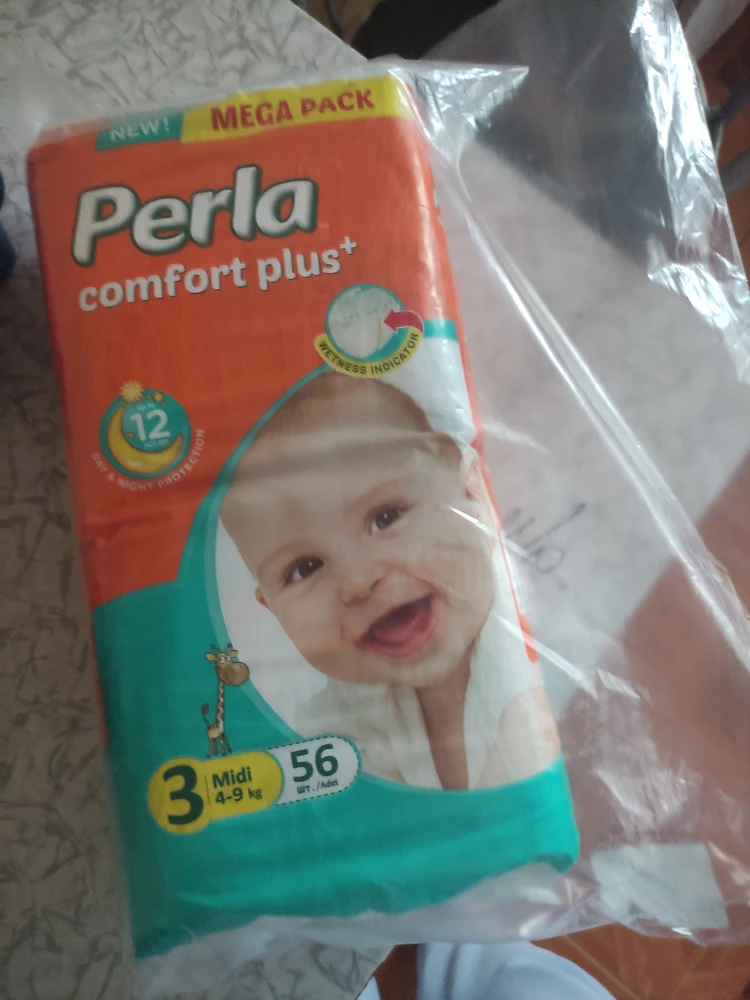 NEW!
MEGA PACK
Perla
comfort plus+
WETNESS INDICATOR
12
DAY & NIGHT PROTECTION
3
Midi
4-9 kg
56
шт./Adet